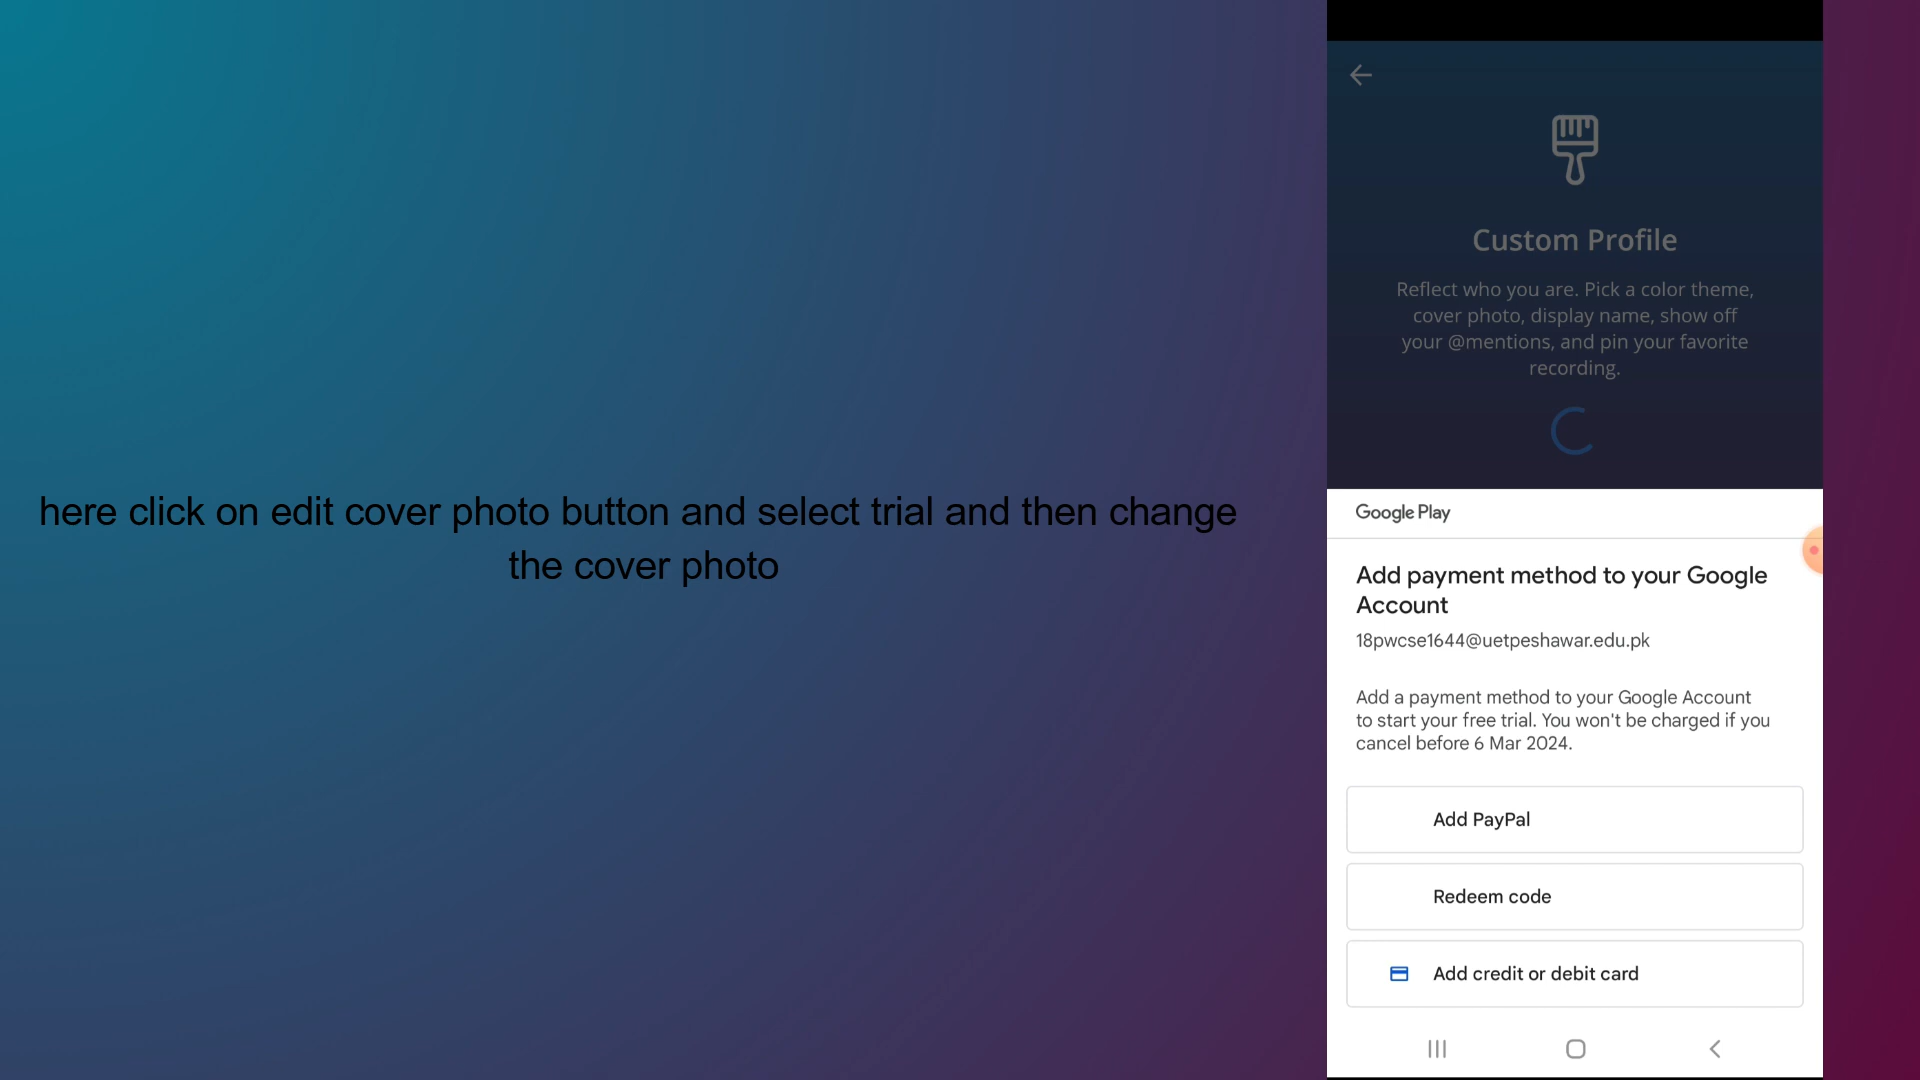 here click on edit cover photo button and select trial and then change
the cover photo
Custom Profile
Reflect who you are. Pick a color theme,
cover photo, display name, show off
your @mentions, and pin your favorite
recording.
Google Play
Add payment method to your Google
Account
18pwcse1644@uetpeshawar.edu.pk
Add a payment method to your Google Account
to start your free trial. You won't be charged if you
cancel before 6 Mar 2024.
Add PayPal
Redeem code
Add credit or debit card